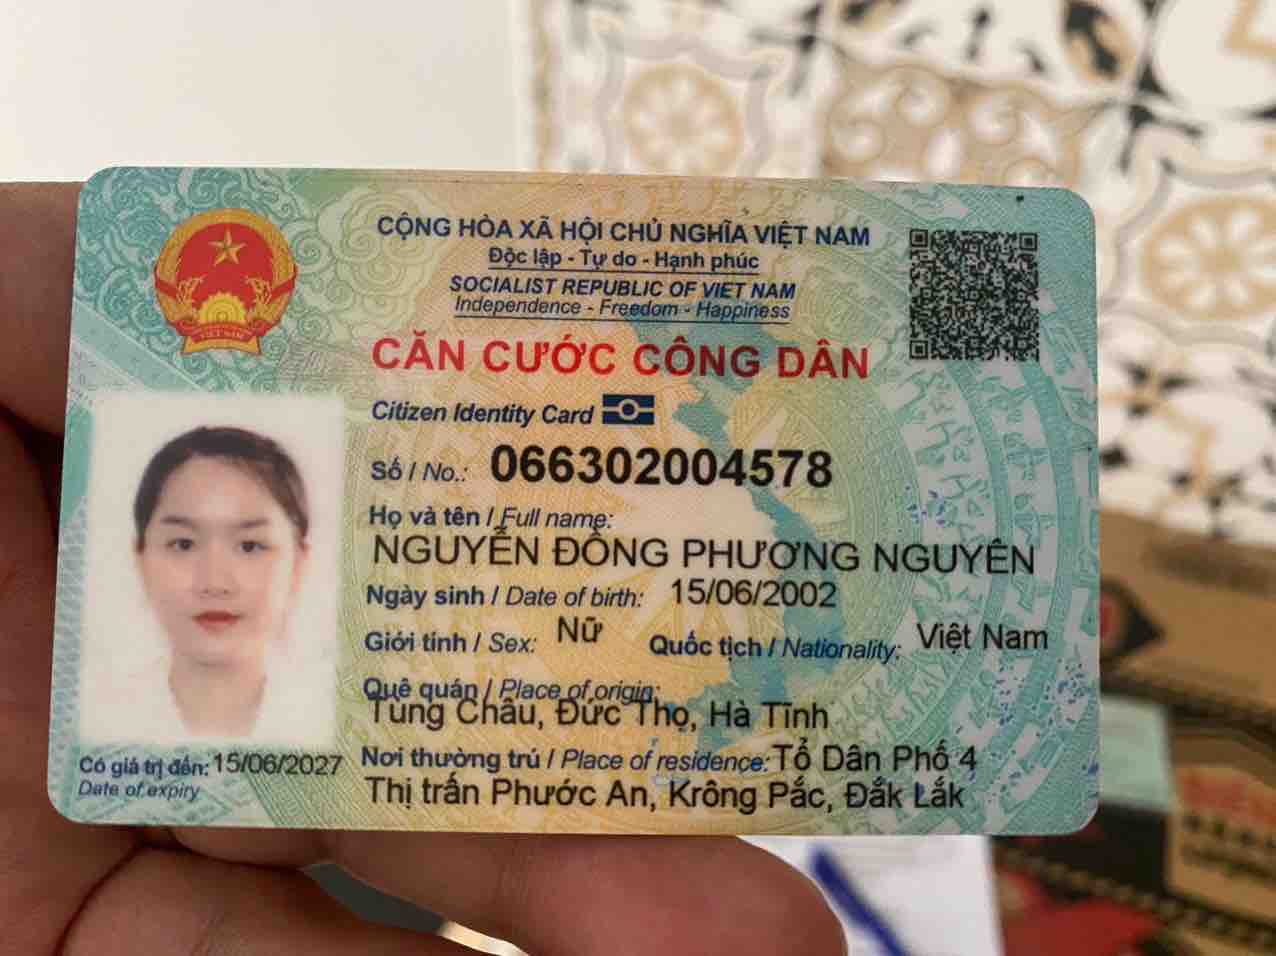 CỘNG HÒA XÃ HỘI CHỦ NGHĨA VIỆT NAM
Độc lập - Tự do - Hạnh phúc
SOCIALIST REPUBLIC OF VIET NAM
Independence - Freedom - Happiness
CĂN CƯỚC CÔNG DÂN
Citizen Identity Card
Số / No.: 066302004578
Họ và tên / Full name:
NGUYỄN ĐÔNG PHƯƠNG NGUYÊN
Ngày sinh / Date of birth: 15/06/2002
Giới tính / Sex: Nữ Quốc tịch / Nationality: Việt Nam
Quê quán / Place of origin:
Tùng Châu, Đức Thọ, Hà Tĩnh
Nơi thường trú / Place of residence: Tổ Dân Phố 4
Thị trấn Phước An, Krông Pắc, Đắk Lắk
Có giá trị đến: 15/06/2027
Date of expiry
VIỆT NAM